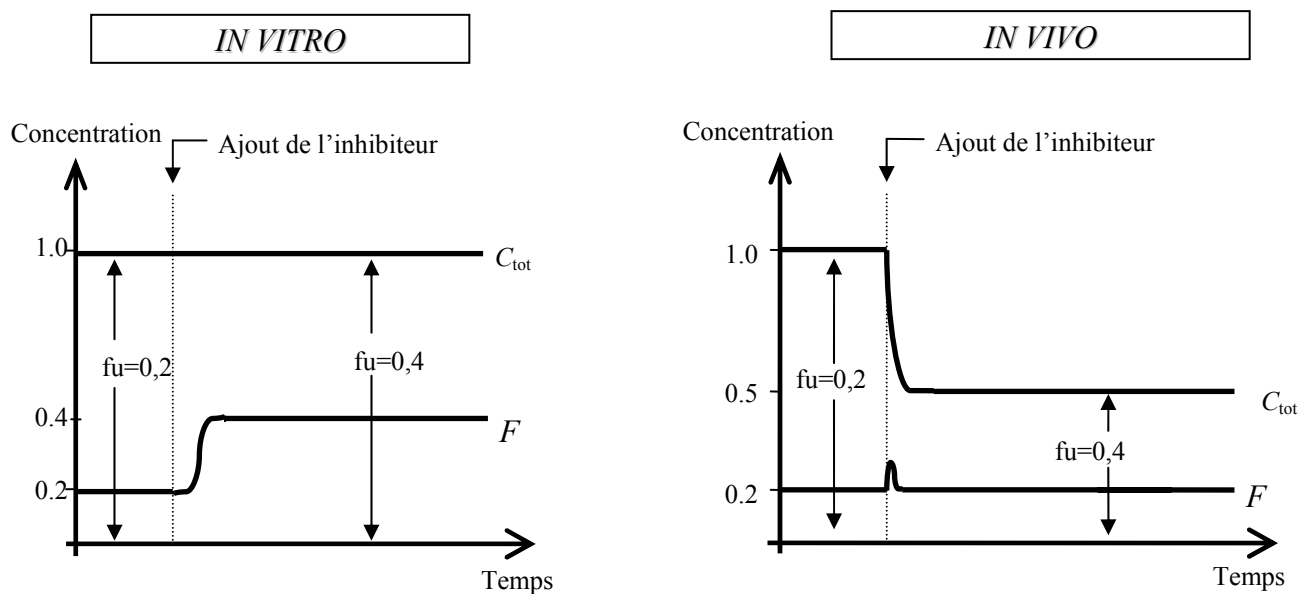 IN VITRO
Concentration
Ajout de l'inhibiteur
1.0
C tot
fu=0,2
fu=0,4
0.4
F
0.2
Temps
IN VIVO
Concentration
Ajout de l'inhibiteur
1.0
fu=0,2
0.5
C tot
fu=0,4
0.2
F
Temps